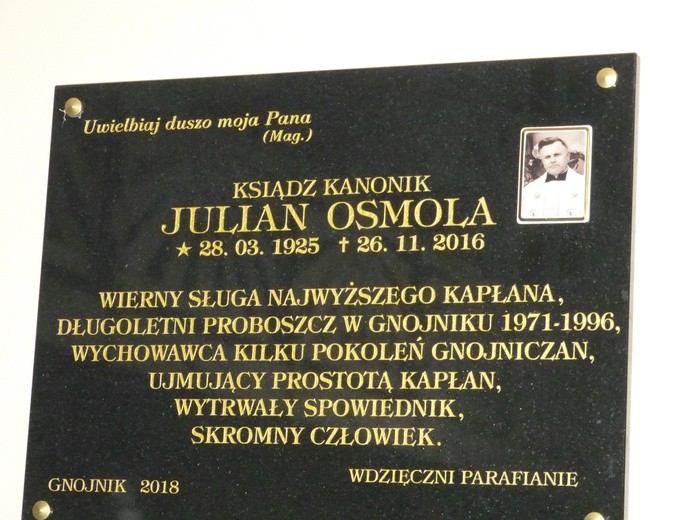 Uwielbiaj duszo moja Pana
(Mag.)
KSIĄDZ KANONIK
JULIAN OSMOLA
★ 28. 03. 1925 ✝ 26. 11. 2016
WIERNY SŁUGA NAJWYŻSZEGO KAPŁANA,
DŁUGOLETNI PROBOSZCZ W GNOJNIKU 1971-1996,
WYCHOWAWCA KILKU POKOLEŃ GNOJNICZAN,
UJMUJĄCY PROSTOTĄ KAPŁAN,
WYTRWAŁY SPOWIEDNIK,
SKROMNY CZŁOWIEK.
WDZIĘCZNI PARAFIANIE
GNOJNIK 2018